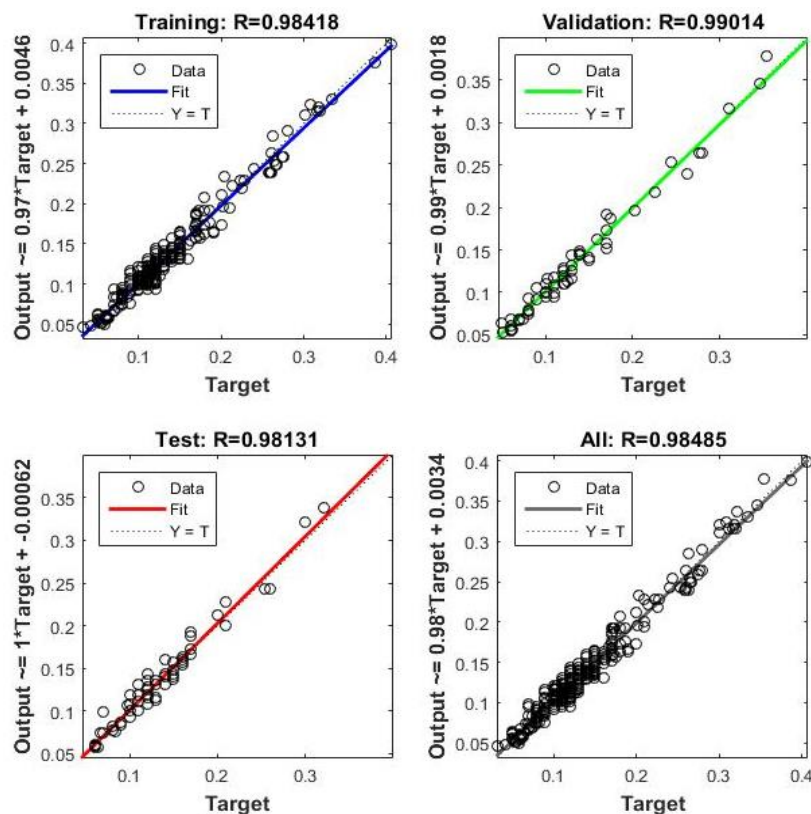 Training: R=0.98418
Output ~= 0.97*Target + 0.0046
0.4
0.35
0.3
0.25
0.2
0.15
0.1
0.05
Data
Fit
Y = T
0.1
0.2
0.3
0.4
Target
Validation: R=0.99014
Output ~= 0.99*Target + 0.0018
0.35
0.3
0.25
0.2
0.15
0.1
0.05
Data
Fit
Y = T
0.1
0.2
0.3
Target
Test: R=0.98131
Output ~= 1*Target + -0.00062
0.35
0.3
0.25
0.2
0.15
0.1
0.05
Data
Fit
Y = T
0.1
0.2
0.3
Target
All: R=0.98485
Output ~= 0.98*Target + 0.0034
0.4
0.35
0.3
0.25
0.2
0.15
0.1
0.05
Data
Fit
Y = T
0.1
0.2
0.3
0.4
Target